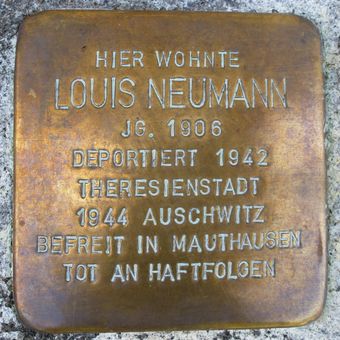 HIER WOHNTE
LOUIS NEUMANN
JG. 1906
DEPORTIERT 1942
THERESIENSTADT
1944 AUSCHWITZ
BEFREIT IN MAUTHAUSEN
TOT AN HAFTFOLGEN